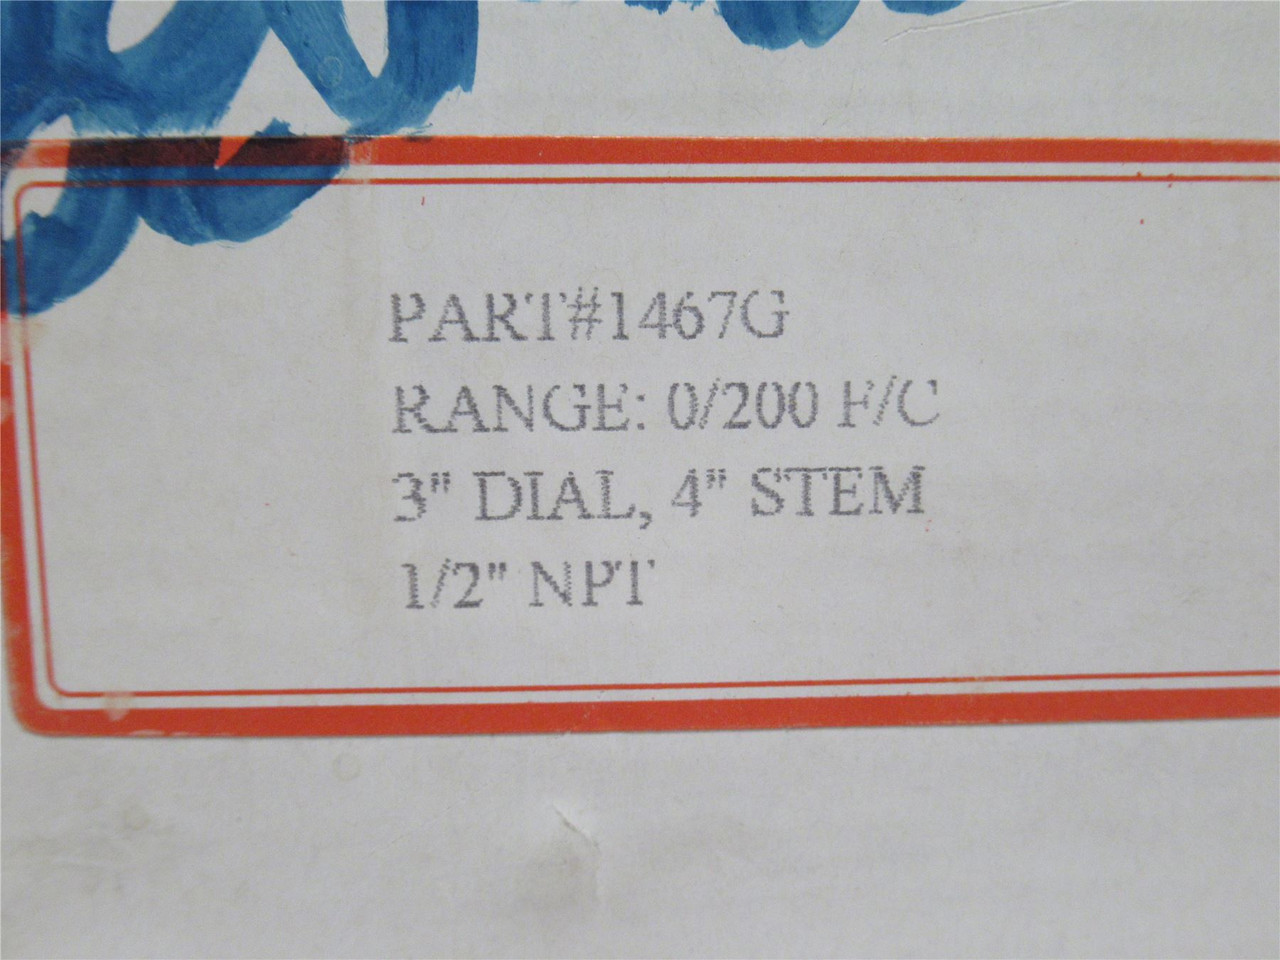 PART#1467G
RANGE: 0/200 F/C
3" DIAL, 4" STEM
1/2" NPT